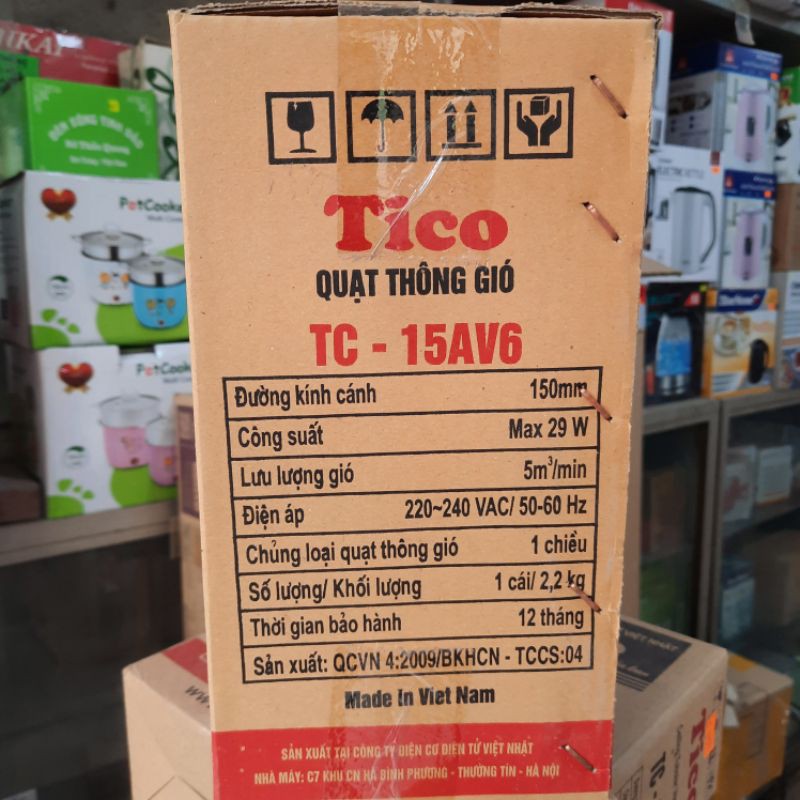 Tico
QUẠT THÔNG GIÓ
TC - 15AV6
Đường kính cánh 150mm
Công suất Max 29 W
Lưu lượng gió 5m³/min
Điện áp 220~240 VAC/ 50-60 Hz
Chủng loại quạt thông gió 1 chiều
Số lượng/ Khối lượng 1 cái/ 2,2 kg
Thời gian bảo hành 12 tháng
Sản xuất: QCVN 4:2009/BKHCN - TCCS:04
Made In Viet Nam
SẢN XUẤT TẠI CÔNG TY ĐIỆN CƠ ĐIỆN TỬ VIỆT NHẬT
NHÀ MÁY: C7 KHU CN HÀ BÌNH PHƯƠNG - THƯỜNG TÍN - HÀ NỘI
PetCooke
PetCooke
Tico
TC -